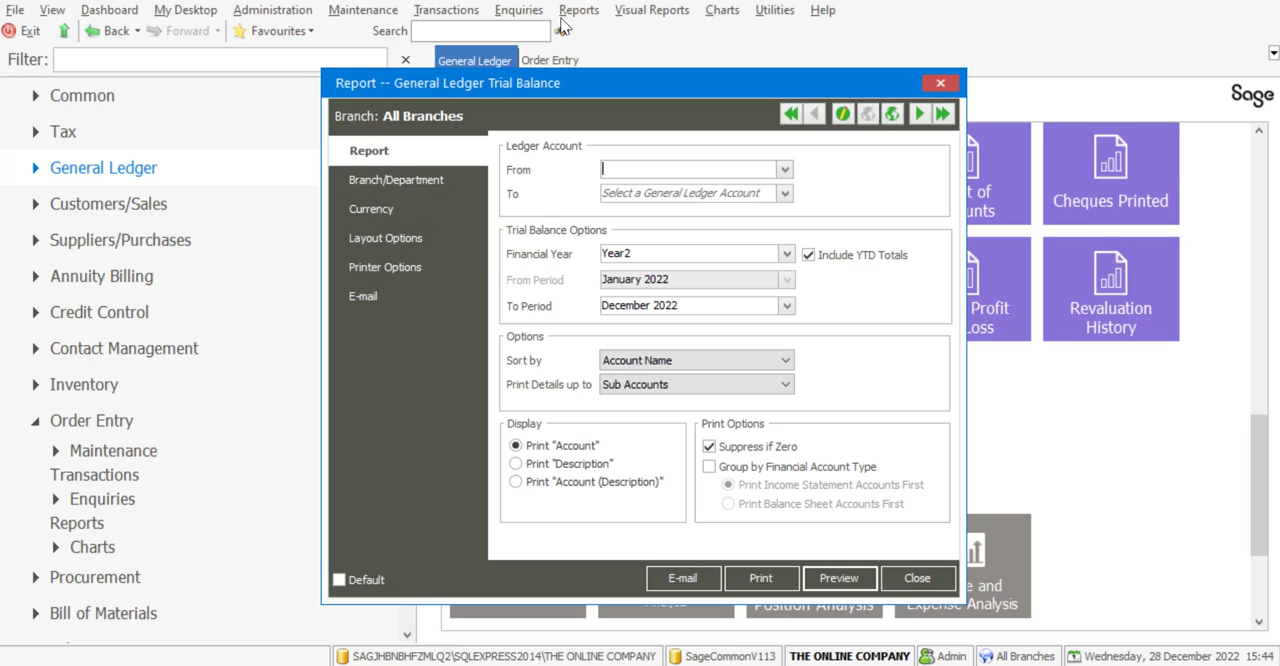 File View Dashboard My Desktop Administration Maintenance Transactions Enquiries Reports Visual Reports Charts Utilities Help
Exit Back Forward Favourites Search
Filter:
General Ledger Order Entry
Common
Tax
General Ledger
Customers/Sales
Suppliers/Purchases
Annuity Billing
Credit Control
Contact Management
Inventory
Order Entry
Maintenance
Transactions
Enquiries
Reports
Charts
Procurement
Bill of Materials
Report -- General Ledger Trial Balance
Branch: All Branches
Report
Branch/Department
Currency
Layout Options
Printer Options
E-mail
Ledger Account
From
To Select a General Ledger Account
Trial Balance Options
Financial Year Year2 Include YTD Totals
From Period January 2022
To Period December 2022
Options
Sort by Account Name
Print Details up to Sub Accounts
Display
Print "Account"
Print "Description"
Print "Account (Description)"
Print Options
Suppress if Zero
Group by Financial Account Type
Print Income Statement Accounts First
Print Balance Sheet Accounts First
Default
E-mail Print Preview Close
Sage
t of
unts
Cheques Printed
Profit
oss
Revaluation
History
e and
Position Analysis Expense Analysis
SAGJHBNBHFZMLQ2\SQLEXPRESS2014\THE ONLINE COMPANY SageCommonV113 THE ONLINE COMPANY Admin All Branches Wednesday, 28 December 2022 15:44